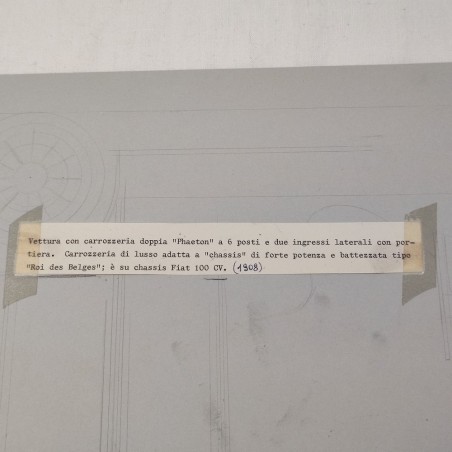 Vettura con carrozzeria doppia "Phaeton" a 6 posti e due ingressi laterali con por-
tiera. Carrozzeria di lusso adatta a "chassis" di forte potenza e battezzata tipo
"Roi des Belges"; è su chassis Fiat 100 CV. (1908)